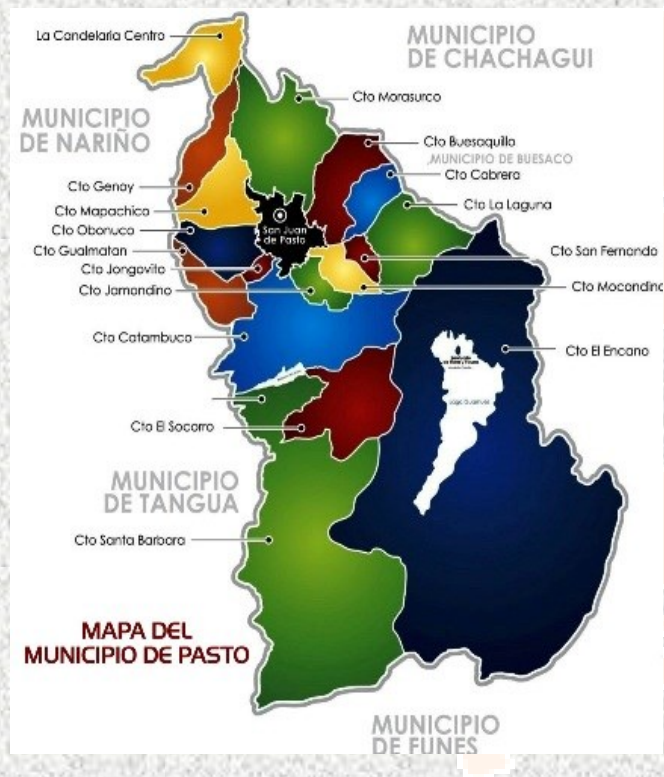 La Candelaria Centro
MUNICIPIO
DE CHACHAGUI
Cto Morasurco
MUNICIPIO
DE NARIÑO
Cto Buesaquillo
MUNICIPIO DE BUESACO
Cto Cabrera
Cto Genoy
Cto La Laguna
Cto Mapachico
Cto Obonuco
San Juan
de Pasto
Cto Gualmatan
Cto San Fernando
Cto Jongovito
Cto Jamandino
Cto Mocondino
Cto Catambuco
Cto El Encano
Cto El Socorro
MUNICIPIO
DE TANGUA
Cto Santa Barbara
MAPA DEL
MUNICIPIO DE PASTO
MUNICIPIO
DE FUNES